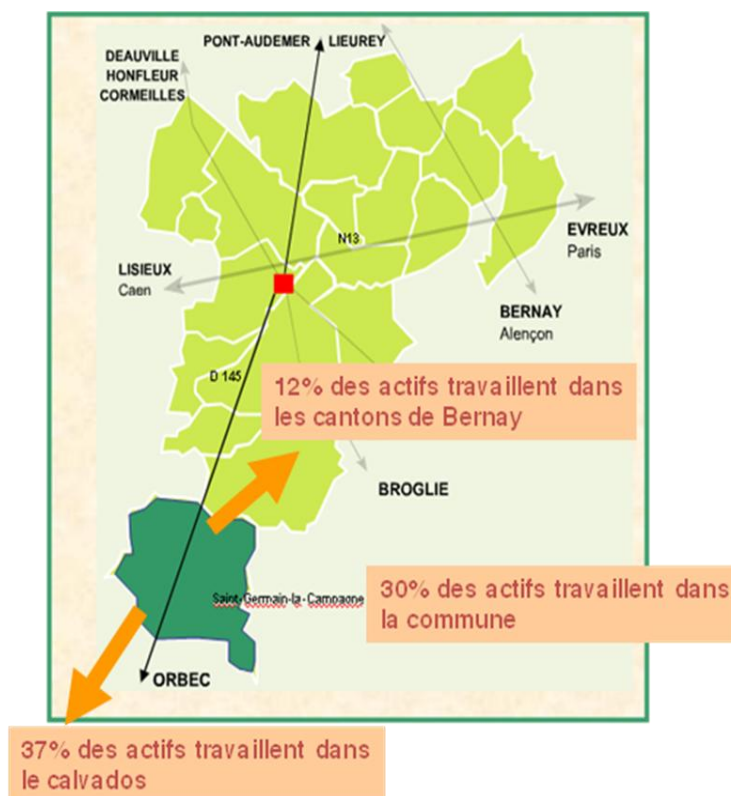 PONT-AUDEMER LIEUREY
DEAUVILLE
HONFLEUR
CORMEILLES
N13
EVREUX
Paris
LISIEUX
Caen
BERNAY
Alençon
D 145
12% des actifs travaillent dans
les cantons de Bernay
BROGLIE
30% des actifs travaillent dans
la commune
Saint-Germain-la-Campagne
ORBEC
37% des actifs travaillent dans
le calvados